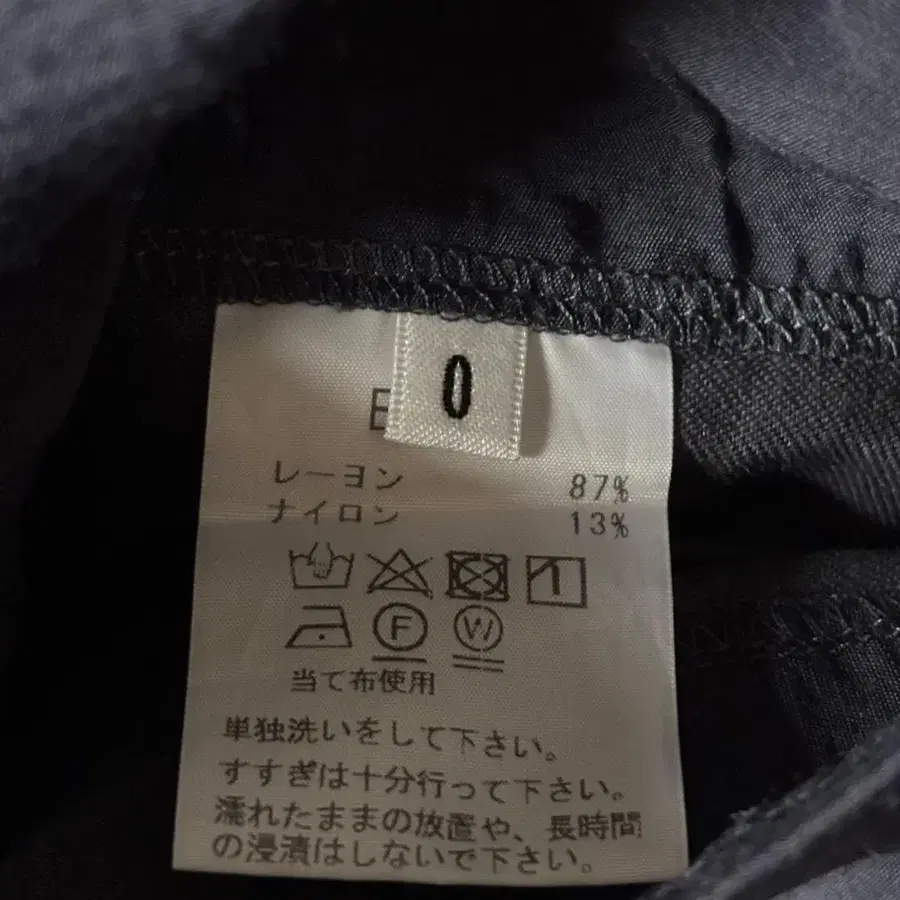 0
レーヨン 87%
ナイロン 13%
F W
当て布使用
単独洗いをして下さい。
すすぎは十分行って下さい。
濡れたままの放置や、長時間
の浸漬はしないで下さい。